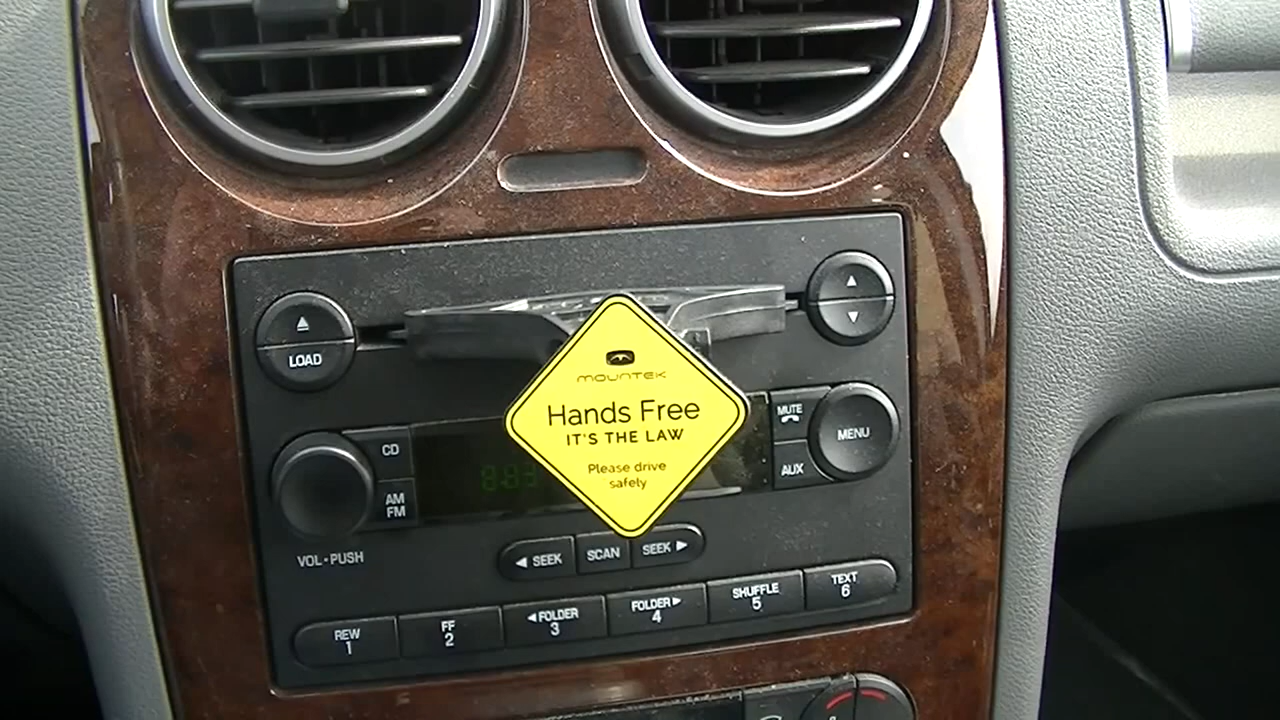 LOAD
MOUNTEK
Hands Free
IT'S THE LAW
Please drive
safely
MUTE
MENU
AUX
CD
AM
FM
VOL•PUSH
◄ SEEK
SCAN
SEEK ►
REW
1
FF
2
◄FOLDER
3
FOLDER►
4
SHUFFLE
5
TEXT
6